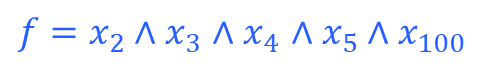 f = x₂ ∧ x₃ ∧ x₄ ∧ x₅ ∧ x₁₀₀